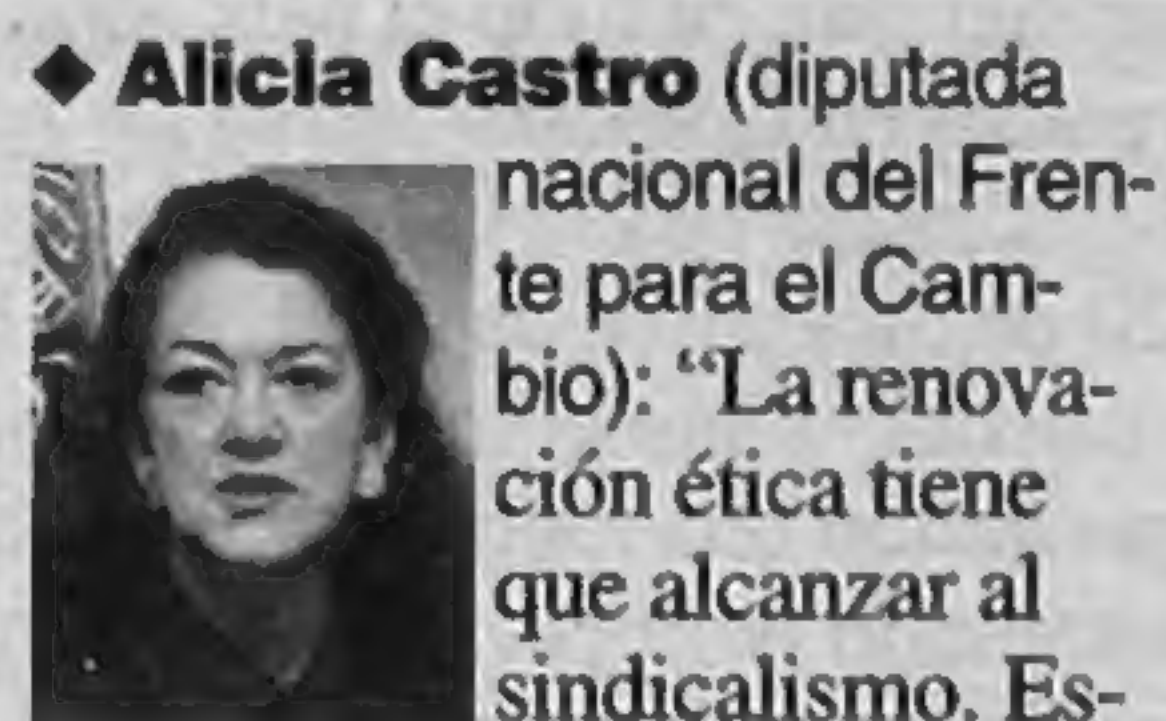 ◆ Alicia Castro (diputada
nacional del Fren-
te para el Cam-
bio): “La renova-
ción ética tiene
que alcanzar al
sindicalismo. Es-